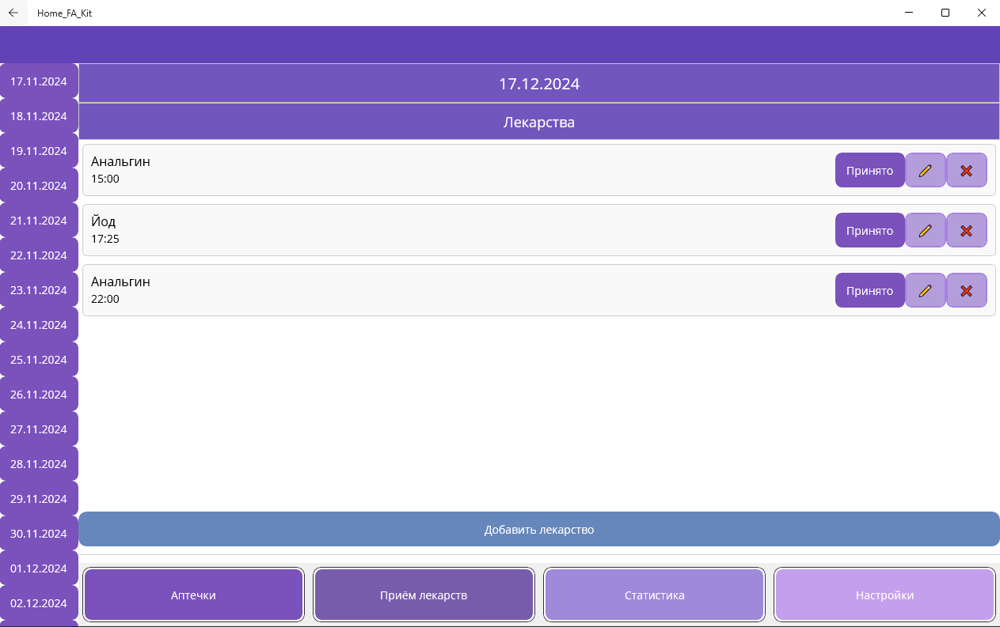 Home_FA_Kit
17.11.2024
18.11.2024
19.11.2024
20.11.2024
21.11.2024
22.11.2024
23.11.2024
24.11.2024
25.11.2024
26.11.2024
27.11.2024
28.11.2024
29.11.2024
30.11.2024
01.12.2024
02.12.2024
17.12.2024
Лекарства
Анальгин
15:00
Принято
Йод
17:25
Принято
Анальгин
22:00
Принято
Добавить лекарство
Аптечки
Приём лекарств
Статистика
Настройки